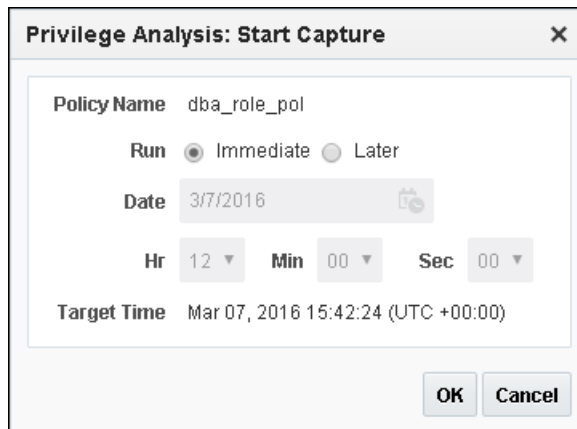 Privilege Analysis: Start Capture
Policy Name dba_role_pol
Run Immediate Later
Date 3/7/2016
Hr 12 Min 00 Sec 00
Target Time Mar 07, 2016 15:42:24 (UTC +00:00)
OK Cancel